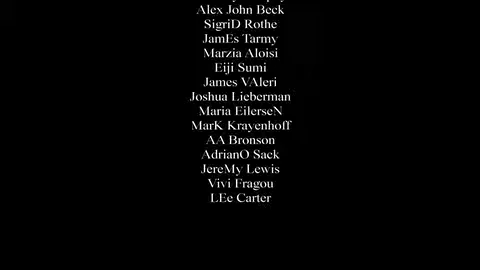 Alex John Beck
SigriD Rothe
JamEs Tarmy
Marzia Aloisi
Eiji Sumi
James VAleri
Joshua Lieberman
Maria EilerseN
MarK Krayenhoff
AA Bronson
AdrianO Sack
JereMy Lewis
Vivi Fragou
LEe Carter